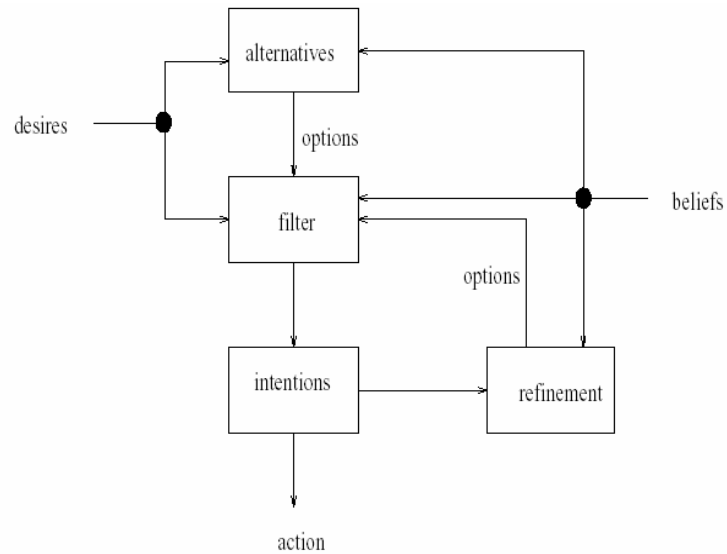 alternatives
desires
options
beliefs
filter
options
intentions
refinement
action